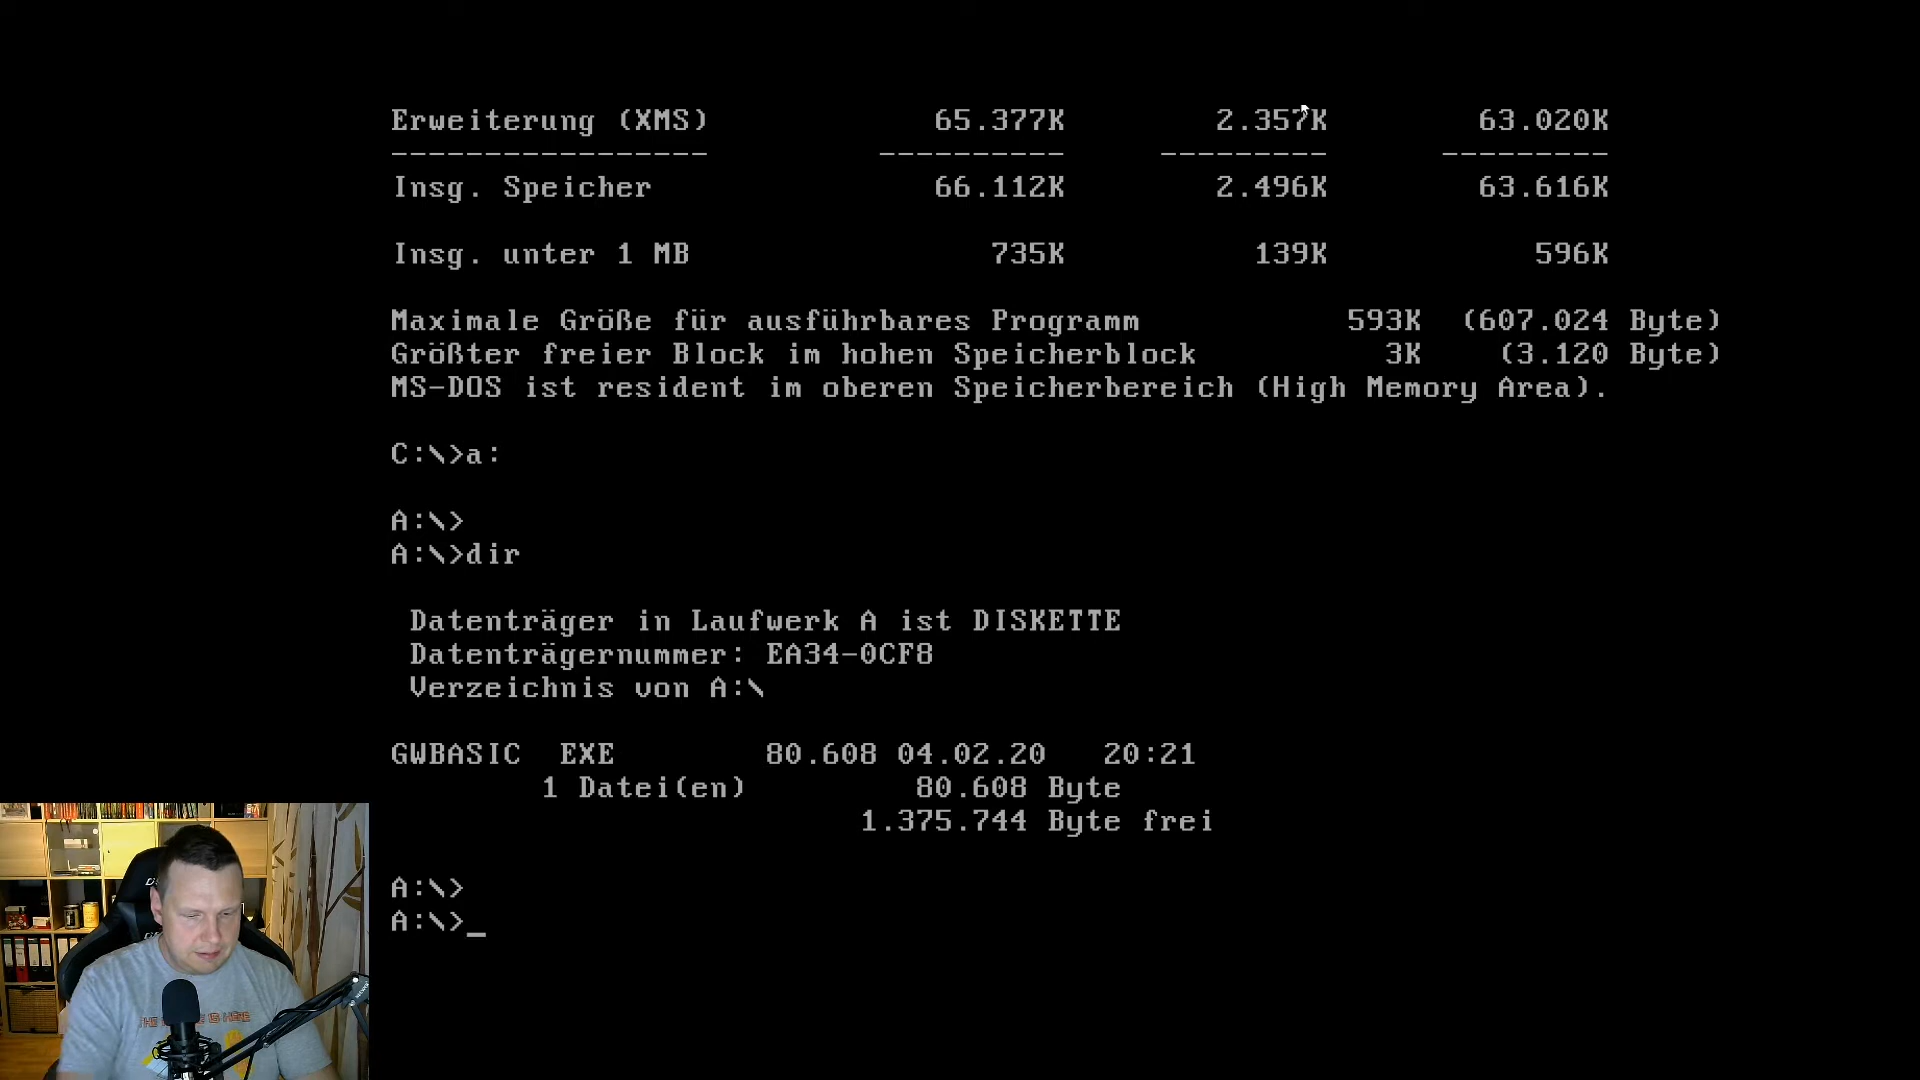 Erweiterung (XMS) 65.377K 2.357K 63.020K
----------------- ---------- --------- ---------
Insg. Speicher 66.112K 2.496K 63.616K
Insg. unter 1 MB 735K 139K 596K
Maximale Größe für ausführbares Programm 593K (607.024 Byte)
Größter freier Block im hohen Speicherblock 3K (3.120 Byte)
MS-DOS ist resident im oberen Speicherbereich (High Memory Area).
C:\>a:
A:\>
A:\>dir
Datenträger in Laufwerk A ist DISKETTE
Datenträgernummer: EA34-0CF8
Verzeichnis von A:\
GWBASIC EXE 80.608 04.02.20 20:21
1 Datei(en) 80.608 Byte
1.375.744 Byte frei
A:\>
A:\>_
THE IS HERE